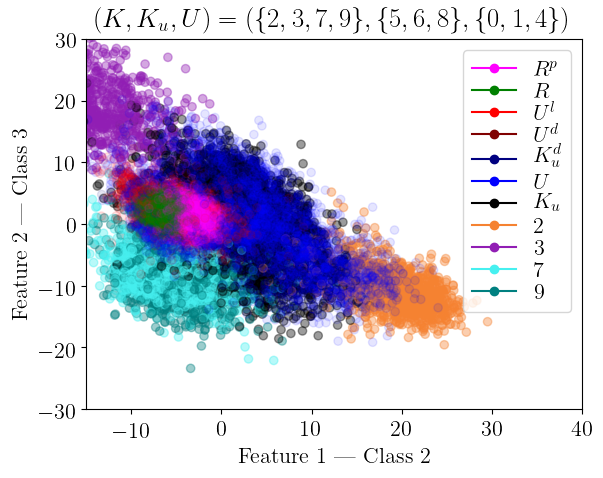 (K, K_u, U) = ({2, 3, 7, 9}, {5, 6, 8}, {0, 1, 4})
30
20
10
0
−10
−20
−30
−10
0
10
20
30
40
Feature 2 — Class 3
Feature 1 — Class 2
R^p
R
U^l
U^d
K_u^d
U
K_u
2
3
7
9